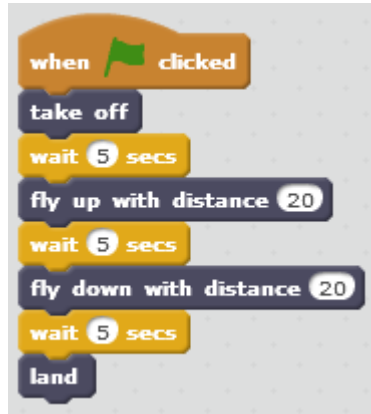 when clicked
take off
wait 5 secs
fly up with distance 20
wait 5 secs
fly down with distance 20
wait 5 secs
land